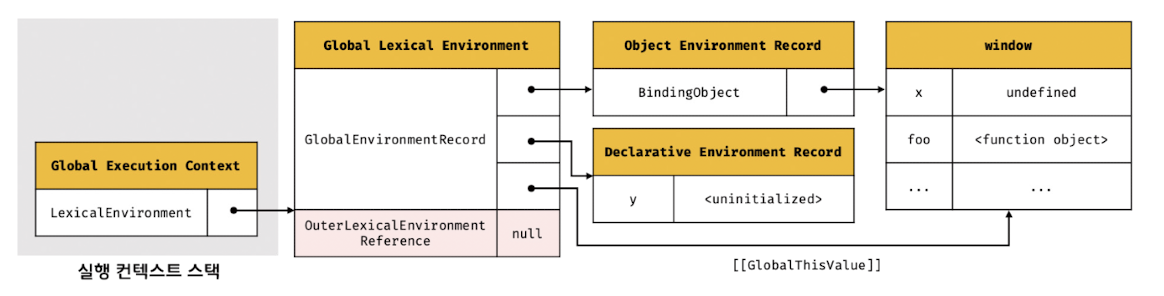 Global Execution Context
LexicalEnvironment
실행 컨텍스트 스택
Global Lexical Environment
GlobalEnvironmentRecord
OuterLexicalEnvironment
Reference
null
Object Environment Record
BindingObject
Declarative Environment Record
y
<uninitialized>
window
x
undefined
foo
<function object>
...
...
[[GlobalThisValue]]